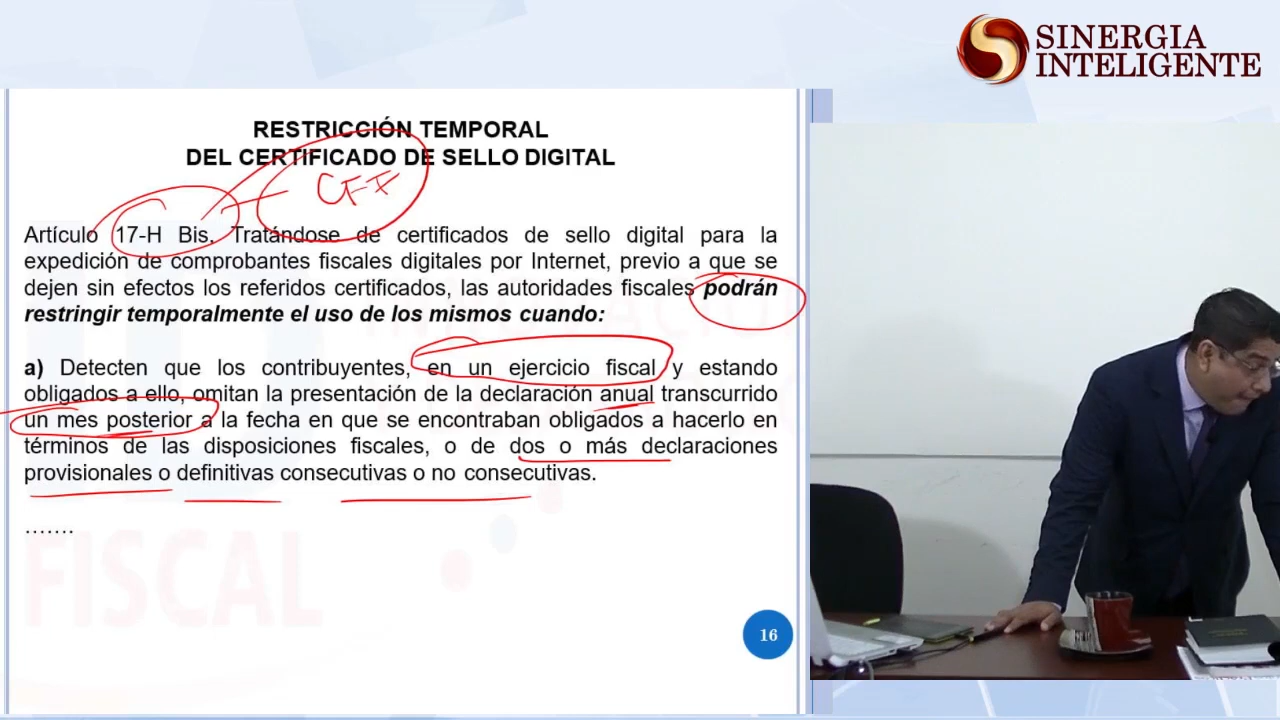 SINERGIA
INTELIGENTE
RESTRICCIÓN TEMPORAL
DEL CERTIFICADO DE SELLO DIGITAL
CFF
Artículo 17-H Bis. Tratándose de certificados de sello digital para la
expedición de comprobantes fiscales digitales por Internet, previo a que se
dejen sin efectos los referidos certificados, las autoridades fiscales podrán
restringir temporalmente el uso de los mismos cuando:
a) Detecten que los contribuyentes, en un ejercicio fiscal y estando
obligados a ello, omitan la presentación de la declaración anual transcurrido
un mes posterior a la fecha en que se encontraban obligados a hacerlo en
términos de las disposiciones fiscales, o de dos o más declaraciones
provisionales o definitivas consecutivas o no consecutivas.
.......
FISCAL
16